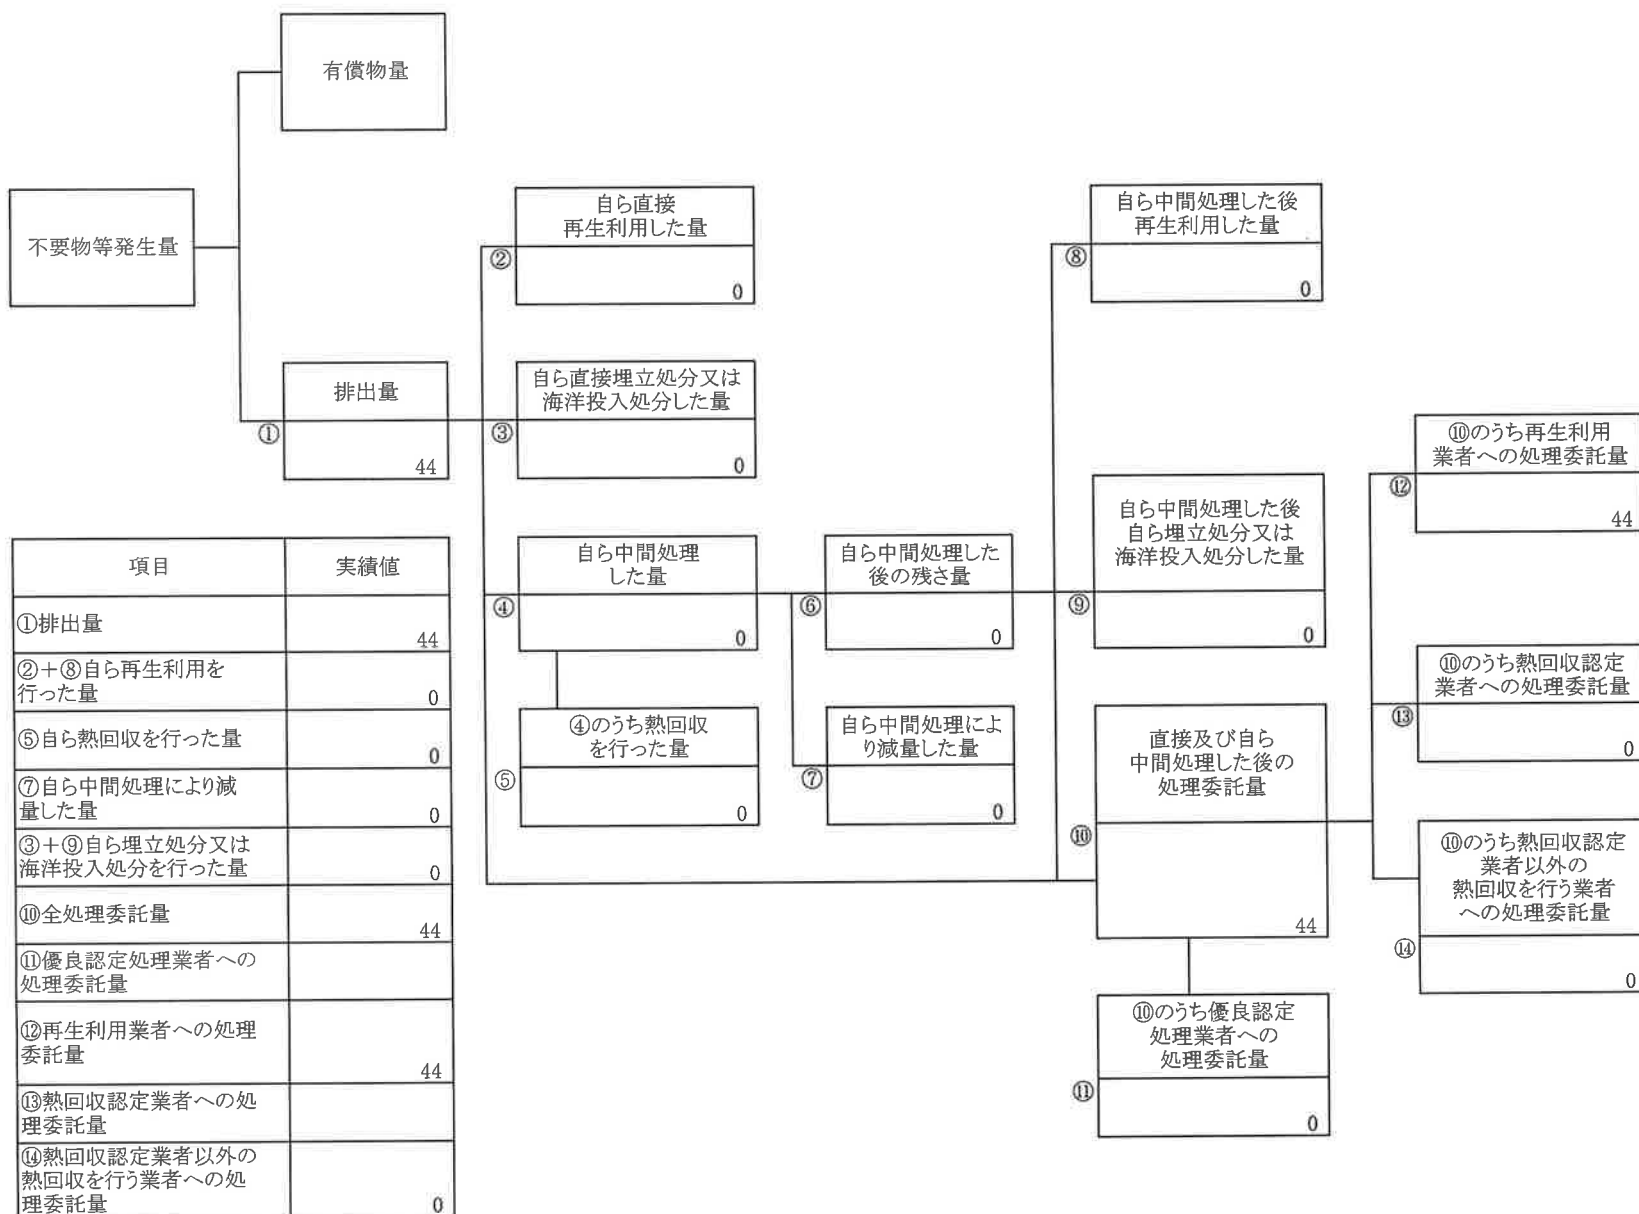 有償物量
不要物等発生量
排出量
①
44
自ら直接
再生利用した量
②
0
自ら直接埋立処分又は
海洋投入処分した量
③
0
自ら中間処理
した量
④
0
④のうち熱回収
を行った量
⑤
0
自ら中間処理した
後の残さ量
⑥
0
自ら中間処理によ
り減量した量
⑦
0
自ら中間処理した後
再生利用した量
⑧
0
自ら中間処理した後
自ら埋立処分又は
海洋投入処分した量
⑨
0
直接及び自ら
中間処理した後の
処理委託量
⑩
44
⑩のうち優良認定
処理業者への
処理委託量
⑪
0
⑩のうち再生利用
業者への処理委託量
⑫
44
⑩のうち熱回収認定
業者への処理委託量
⑬
0
⑩のうち熱回収認定
業者以外の
熱回収を行う業者
への処理委託量
⑭
0
項目 実績値
①排出量
44
②+⑧自ら再生利用を
行った量
0
⑤自ら熱回収を行った量
0
⑦自ら中間処理により減
量した量
0
③+⑨自ら埋立処分又は
海洋投入処分を行った量
0
⑩全処理委託量
44
⑪優良認定処理業者への
処理委託量
⑫再生利用業者への処理
委託量
44
⑬熱回収認定業者への処
理委託量
⑭熱回収認定業者以外の
熱回収を行う業者への処
理委託量
0